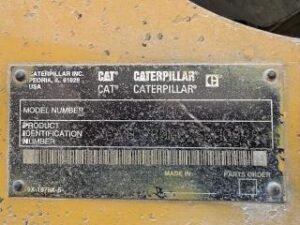 CATERPILLAR INC.
PEORIA, IL 61629
USA
CAT® CATERPILLAR®
CAT® CATERPILLAR®
MODEL NUMBER
PRODUCT
IDENTIFICATION
NUMBER
MADE IN
PARTS ORDER